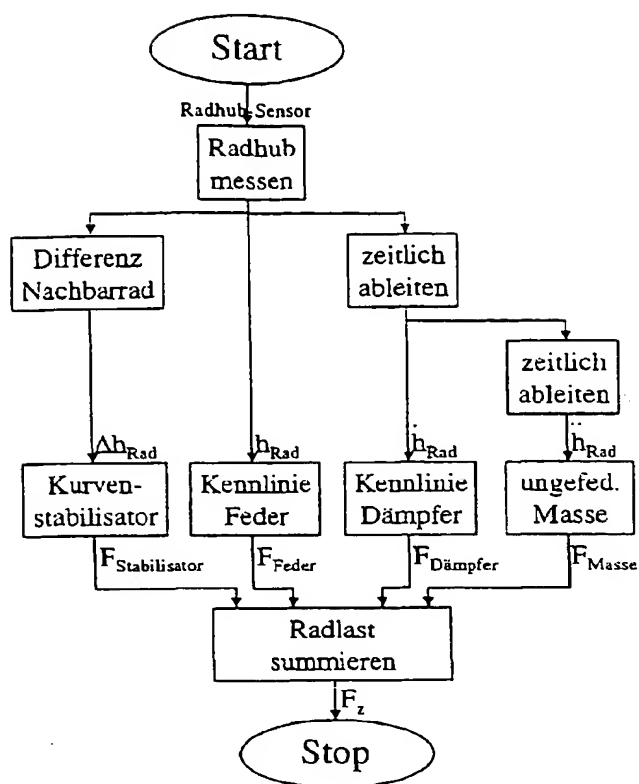 Start
Radhub-Sensor
Radhub
messen
Differenz
Nachbarrad
zeitlich
ableiten
zeitlich
ableiten
Δh_Rad
h_Rad
ḣ_Rad
ḧ_Rad
Kurven-
stabilisator
Kennlinie
Feder
Kennlinie
Dämpfer
ungefed.
Masse
F_Stabilisator
F_Feder
F_Dämpfer
F_Masse
Radlast
summieren
F_z
Stop